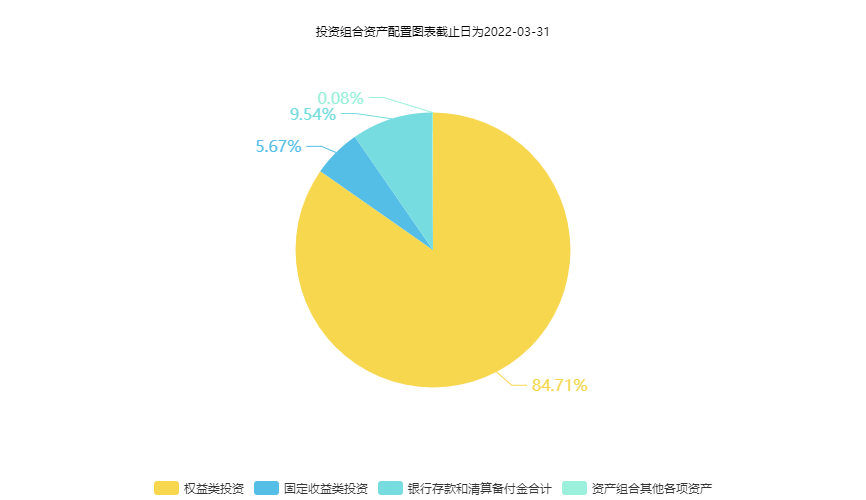 投资组合资产配置图表截止日为2022-03-31
0.08%
9.54%
5.67%
84.71%
权益类投资 固定收益类投资 银行存款和清算备付金合计 资产组合其他各项资产